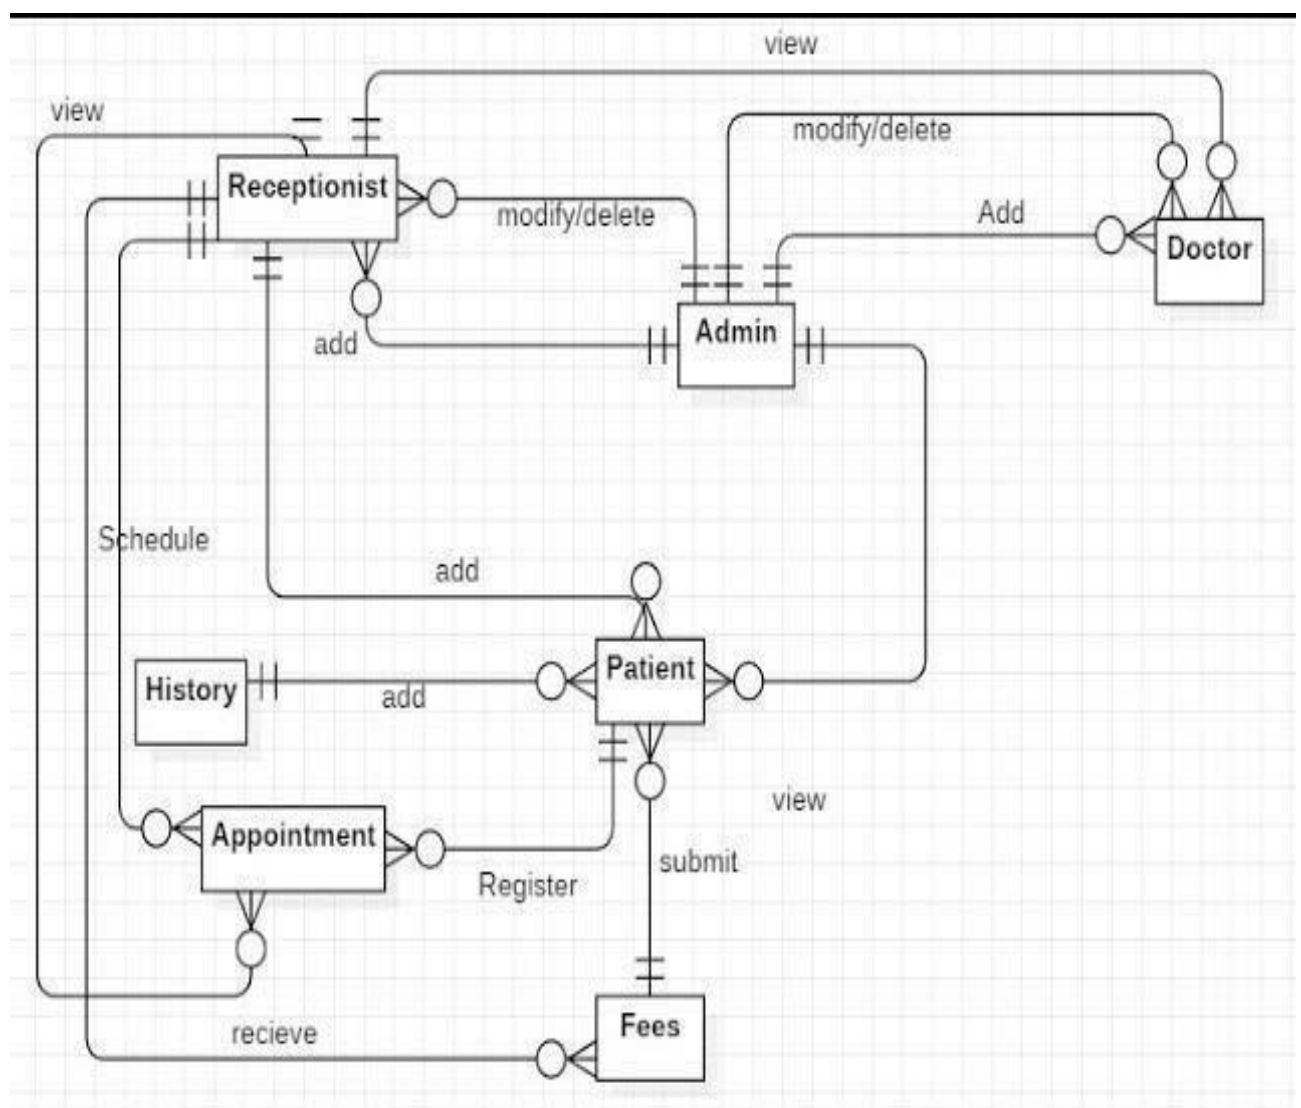 view
view
modify/delete
Receptionist
modify/delete
Add
Doctor
add
Admin
Schedule
add
Patient
History
add
view
Appointment
submit
Register
Fees
recieve